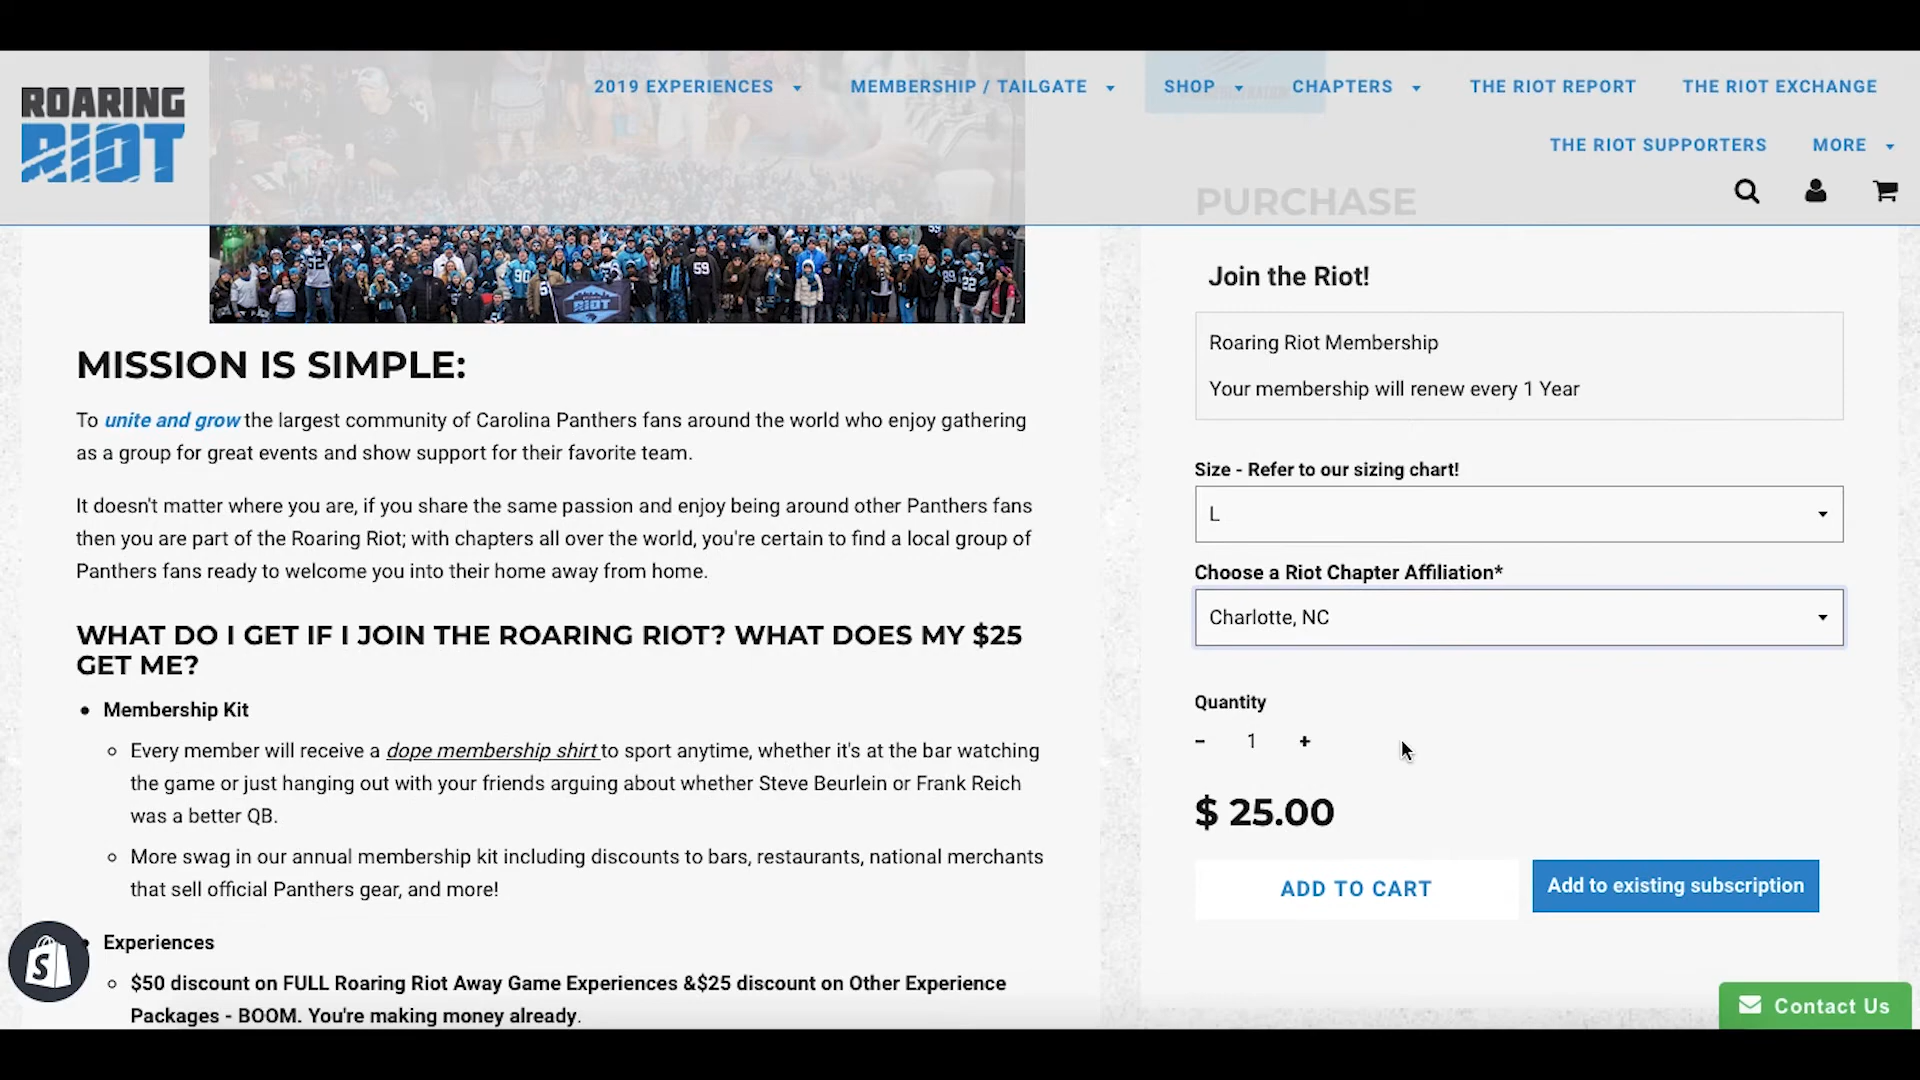 ROARING
RIOT
2019 EXPERIENCES
MEMBERSHIP / TAILGATE
SHOP
CHAPTERS
THE RIOT REPORT
THE RIOT EXCHANGE
THE RIOT SUPPORTERS
MORE
52
90
59
22
RIOT
MISSION IS SIMPLE:
To unite and grow the largest community of Carolina Panthers fans around the world who enjoy gathering
as a group for great events and show support for their favorite team.
It doesn't matter where you are, if you share the same passion and enjoy being around other Panthers fans
then you are part of the Roaring Riot; with chapters all over the world, you're certain to find a local group of
Panthers fans ready to welcome you into their home away from home.
WHAT DO I GET IF I JOIN THE ROARING RIOT? WHAT DOES MY $25
GET ME?
• Membership Kit
Every member will receive a dope membership shirt to sport anytime, whether it's at the bar watching
the game or just hanging out with your friends arguing about whether Steve Beurlein or Frank Reich
was a better QB.
More swag in our annual membership kit including discounts to bars, restaurants, national merchants
that sell official Panthers gear, and more!
Experiences
$50 discount on FULL Roaring Riot Away Game Experiences &$25 discount on Other Experience
Packages - BOOM. You're making money already.
PURCHASE
Join the Riot!
Roaring Riot Membership
Your membership will renew every 1 Year
Size - Refer to our sizing chart!
L
Choose a Riot Chapter Affiliation*
Charlotte, NC
Quantity
- 1 +
$ 25.00
ADD TO CART
Add to existing subscription
Contact Us